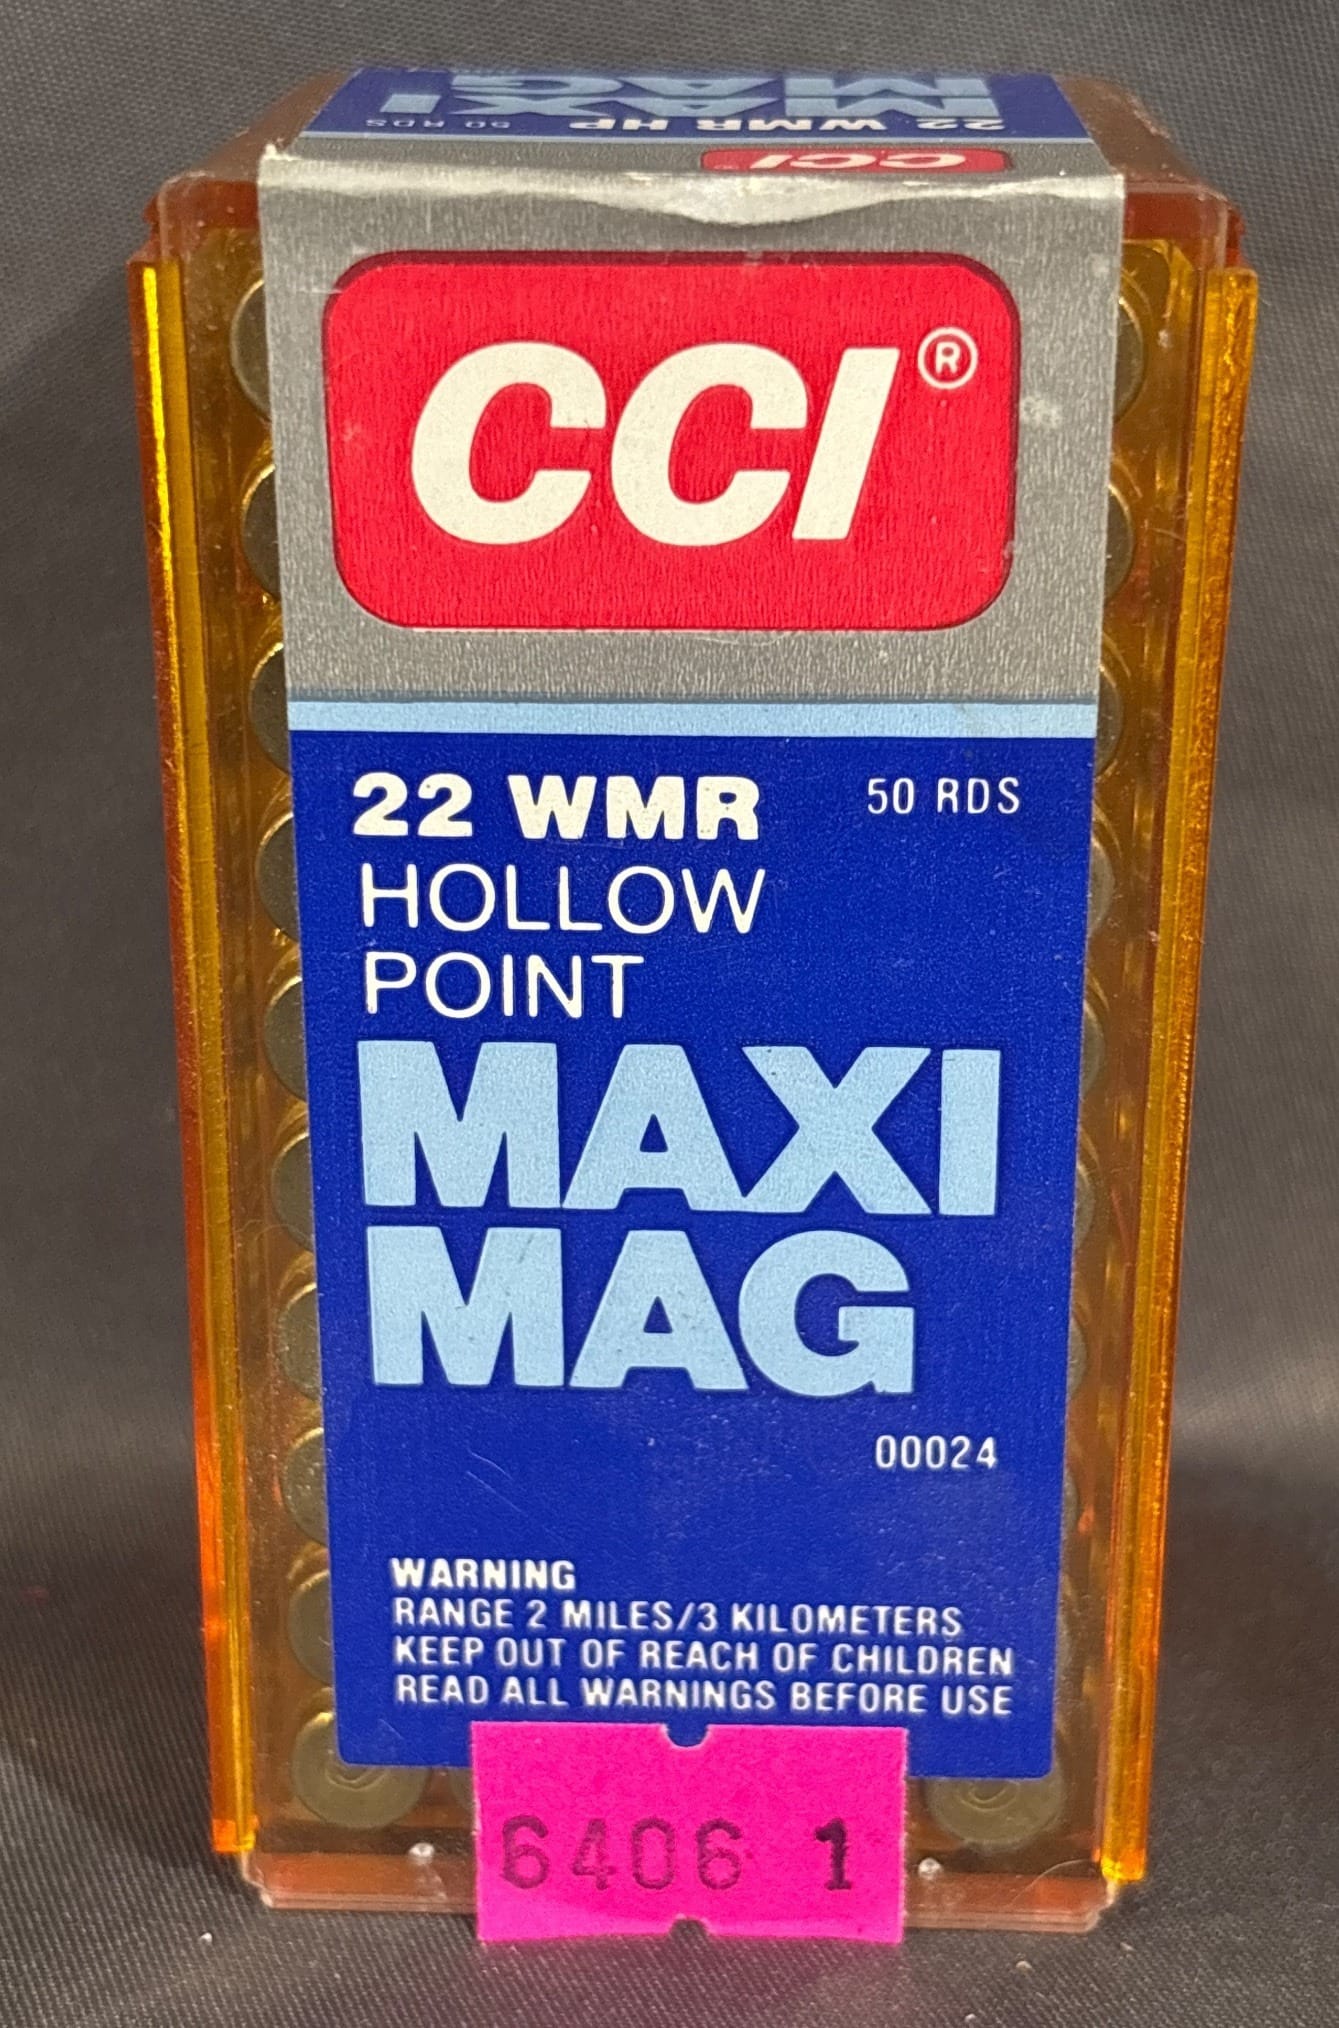 MAXI
MAG
22 WMR HP 50 RDS
CCI
CCI®
22 WMR 50 RDS
HOLLOW
POINT
MAXI
MAG
00024
WARNING
RANGE 2 MILES/3 KILOMETERS
KEEP OUT OF REACH OF CHILDREN
READ ALL WARNINGS BEFORE USE
6406 1